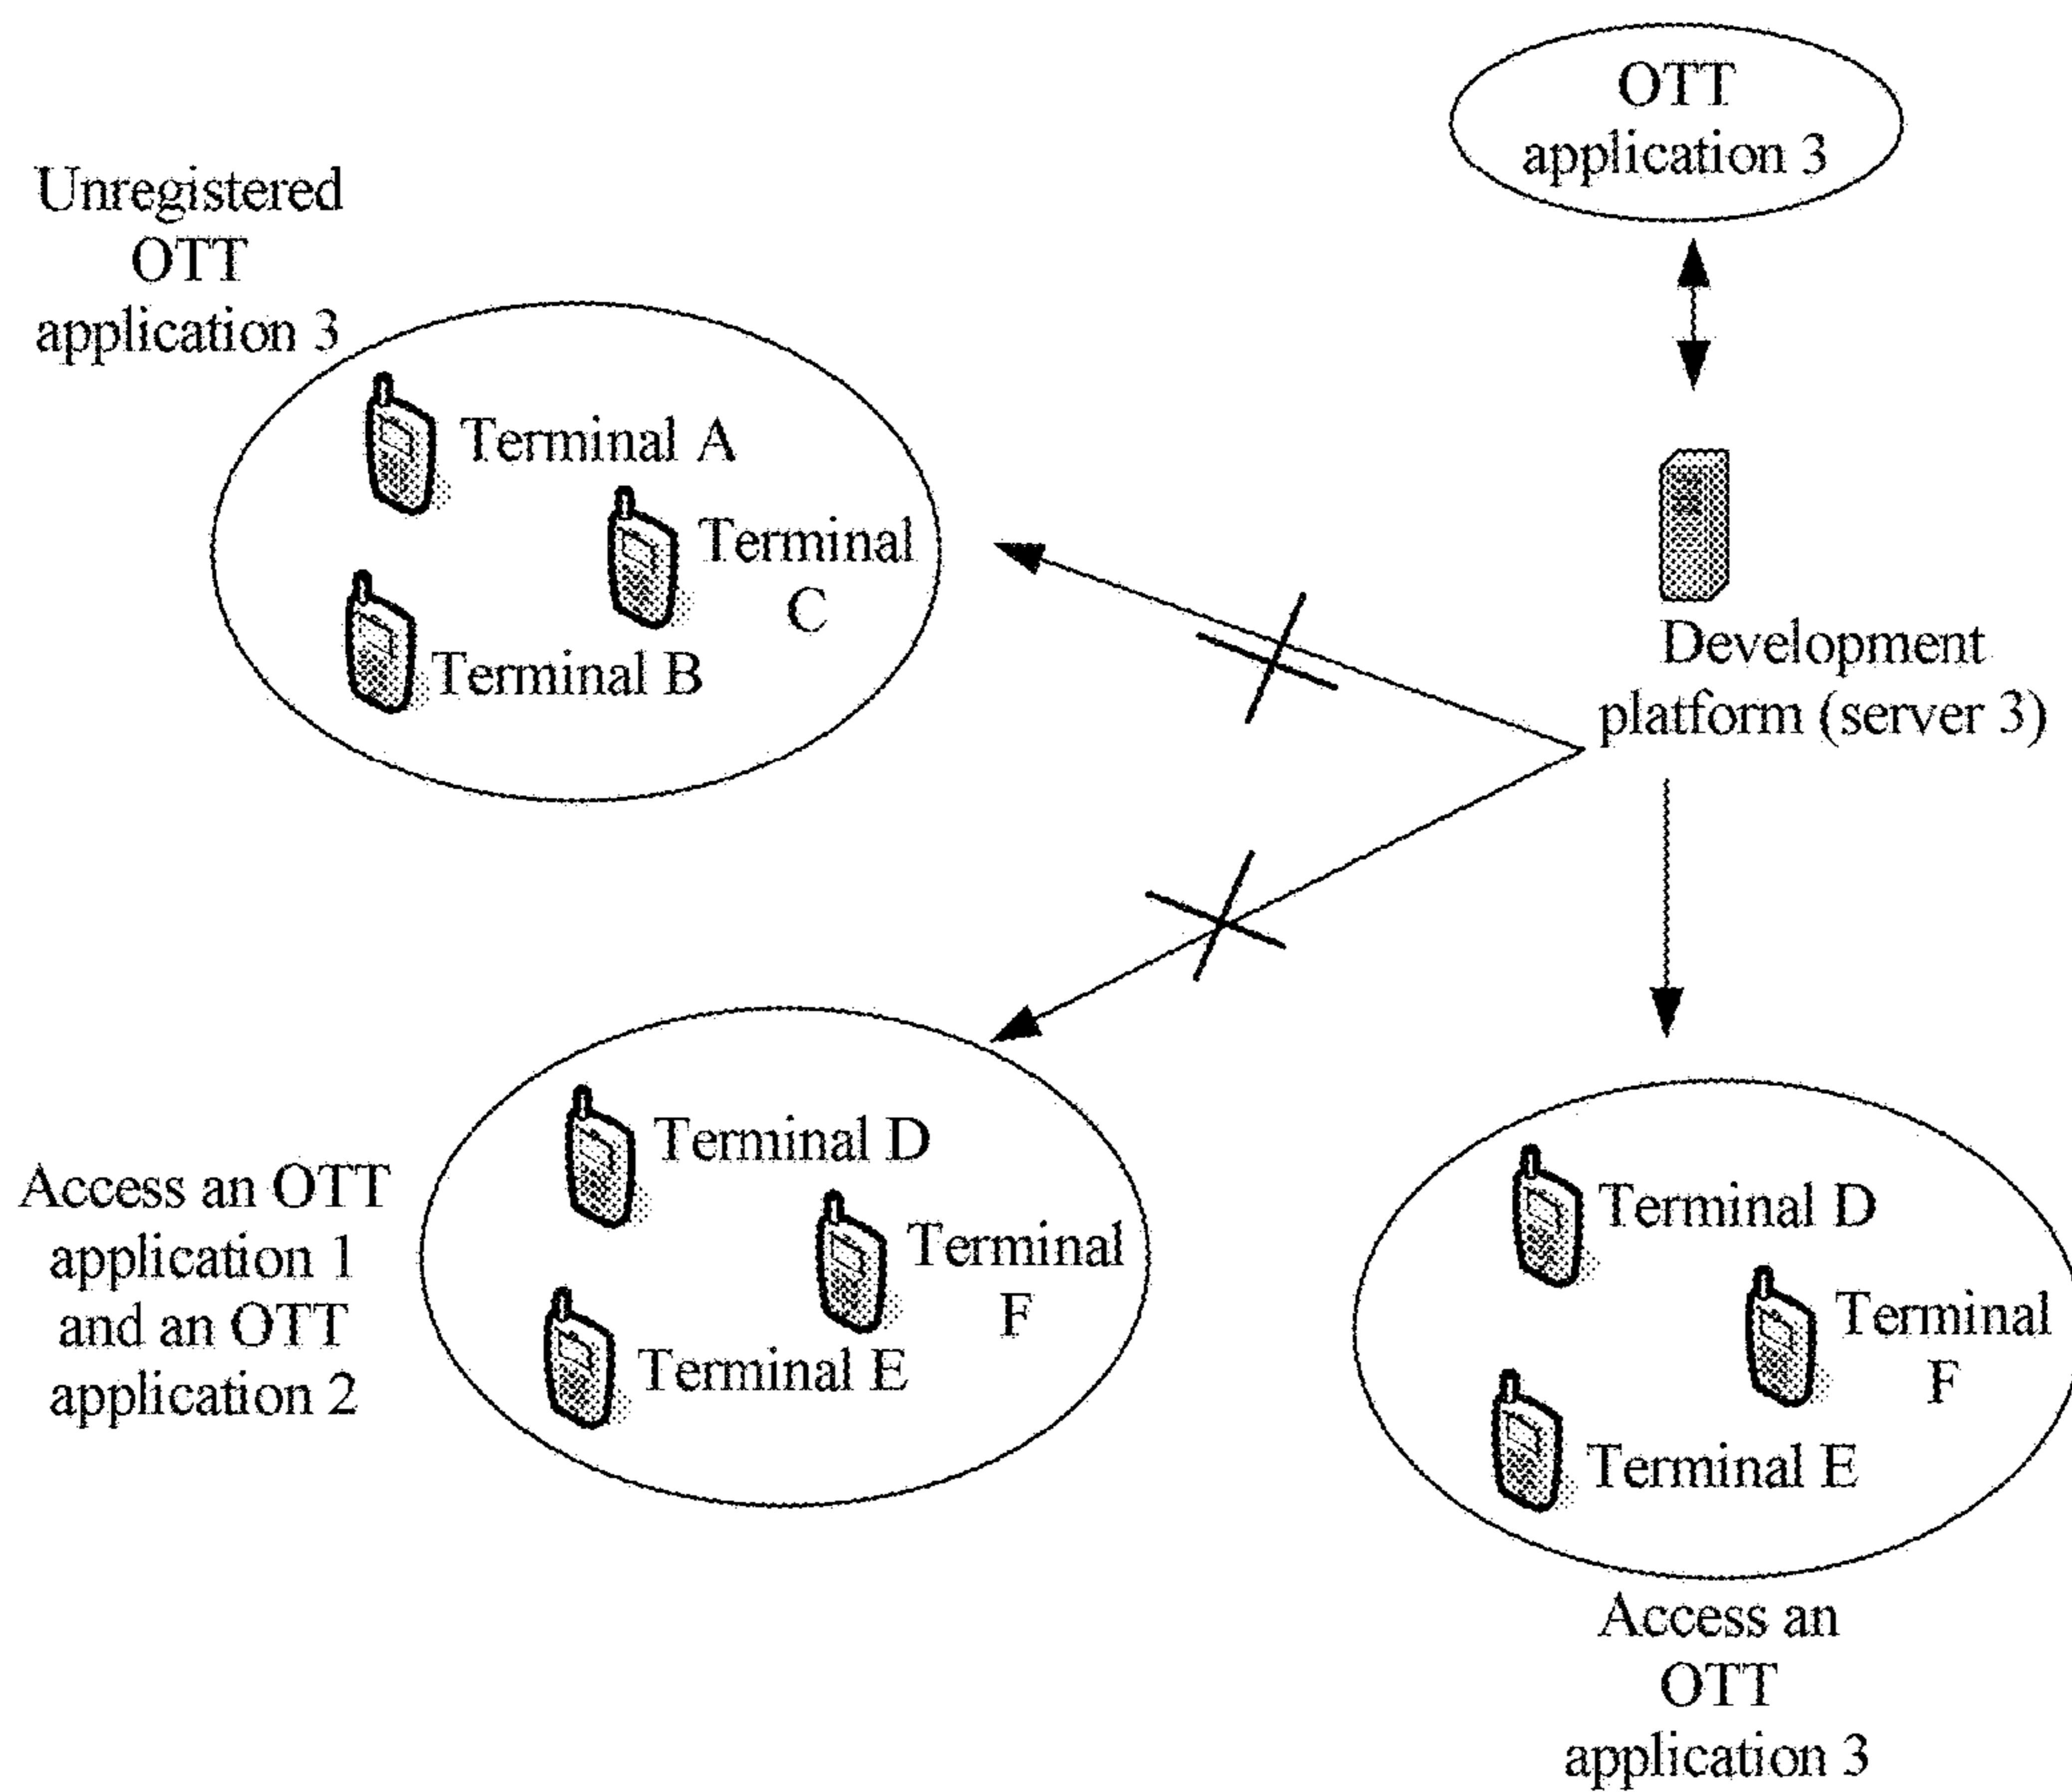 OTT
application 3
Unregistered
OTT
application 3
Terminal A
Terminal
C
Terminal B
Development
platform (server 3)
Access an OTT
application 1
and an OTT
application 2
Terminal D
Terminal
F
Terminal E
Terminal D
Terminal
F
Terminal E
Access an
OTT
application 3